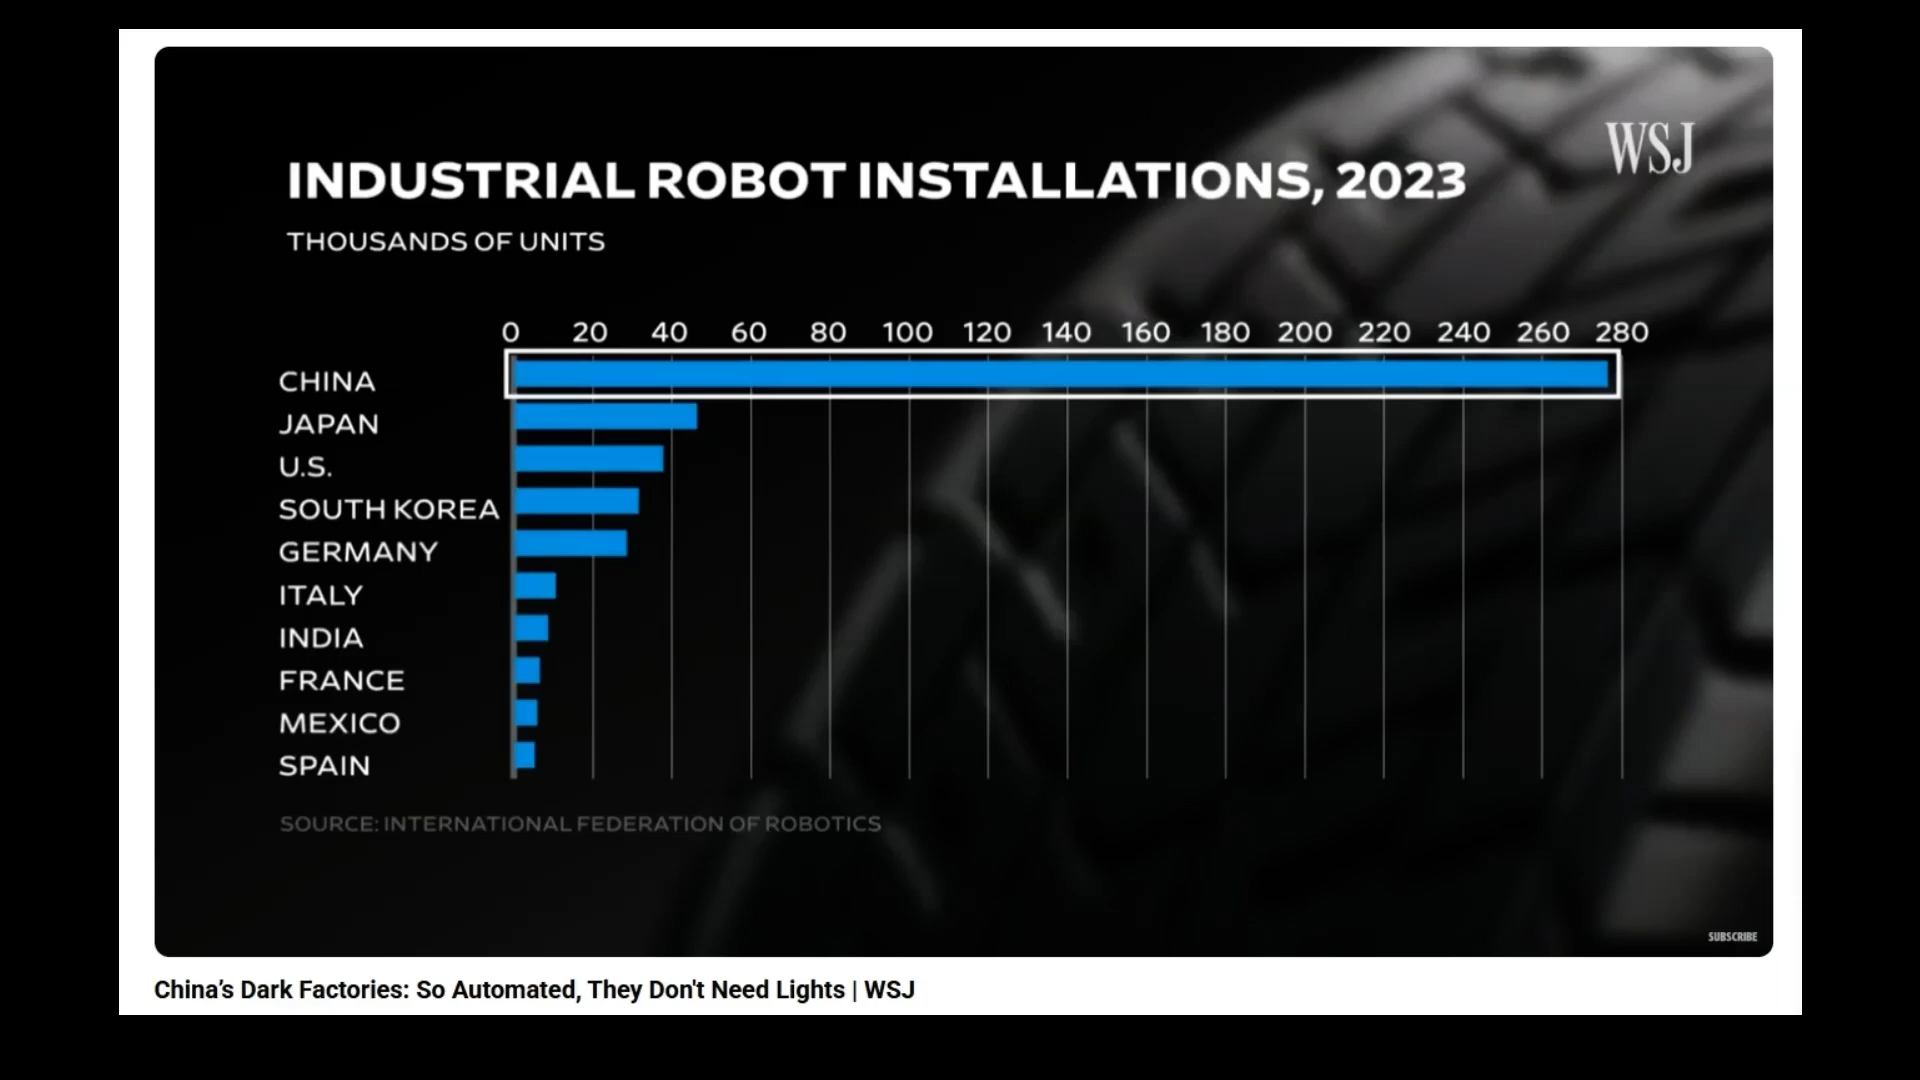 WSJ
INDUSTRIAL ROBOT INSTALLATIONS, 2023
THOUSANDS OF UNITS
0 20 40 60 80 100 120 140 160 180 200 220 240 260 280
CHINA
JAPAN
U.S.
SOUTH KOREA
GERMANY
ITALY
INDIA
FRANCE
MEXICO
SPAIN
SOURCE: INTERNATIONAL FEDERATION OF ROBOTICS
SUBSCRIBE
China’s Dark Factories: So Automated, They Don't Need Lights | WSJ